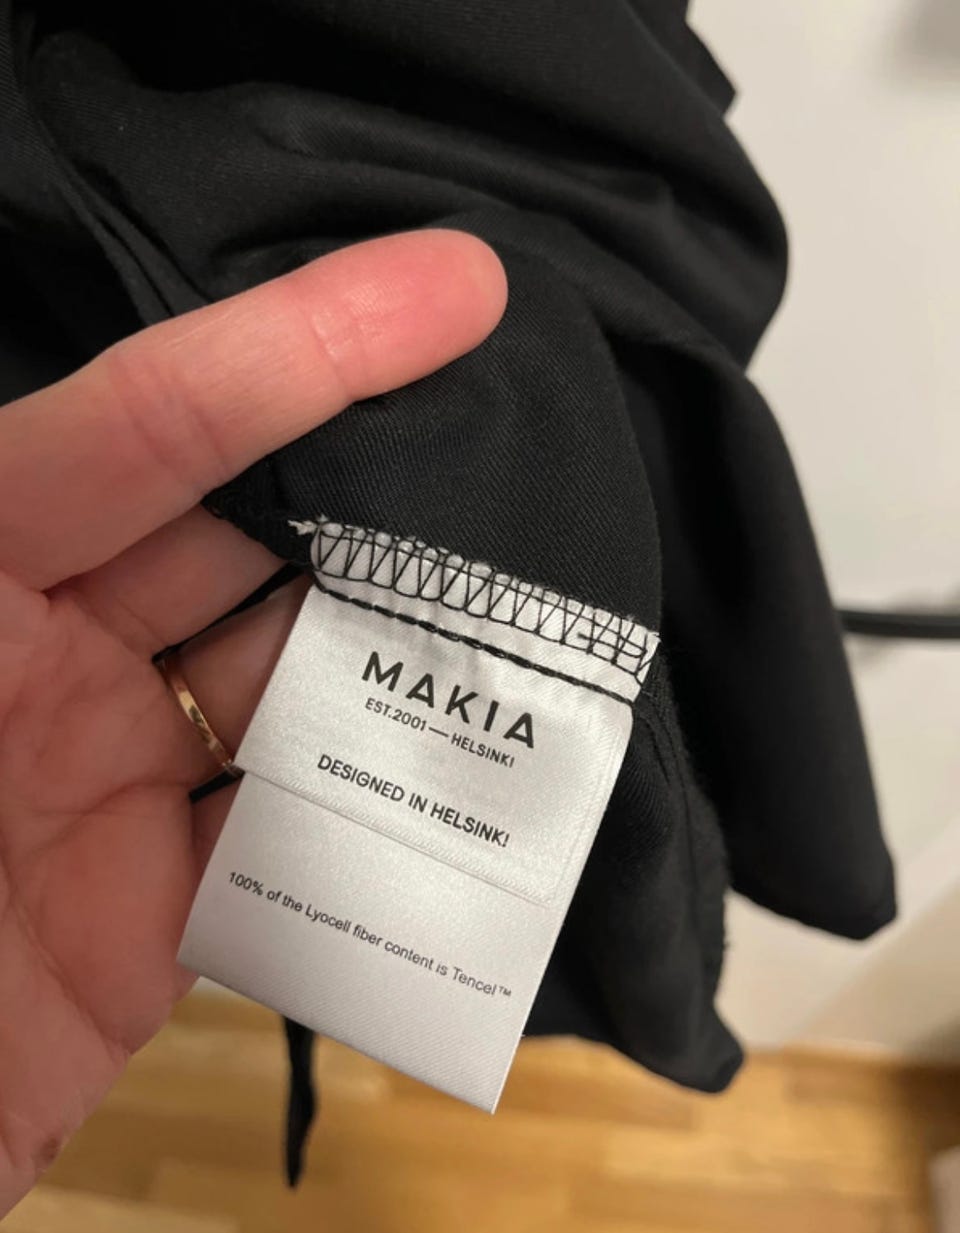 MAKIA
EST.2001 — HELSINKI
DESIGNED IN HELSINKI
100% of the Lyocell fiber content is Tencel™